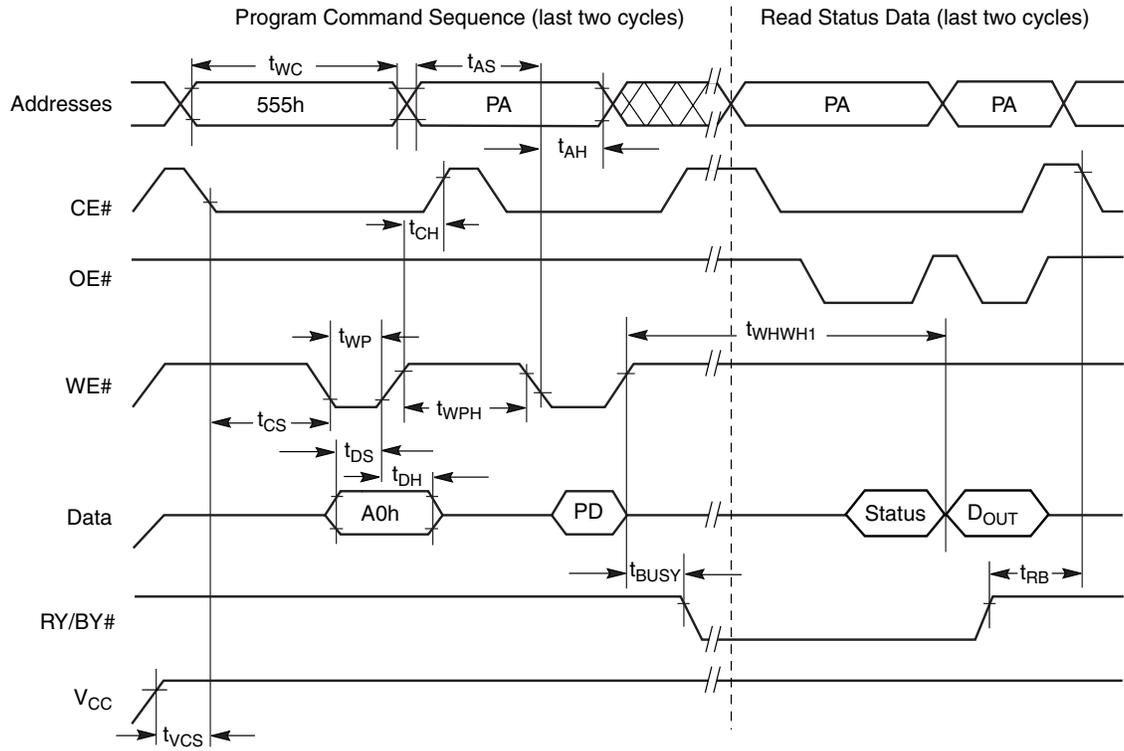 Program Command Sequence (last two cycles) Read Status Data (last two cycles)
tWC tAS
Addresses 555h PA PA PA
tAH
CE#
tCH
OE#
tWP tWHWH1
WE#
tCS tWPH
tDS
tDH
Data A0h PD Status DOUT
tBUSY tRB
RY/BY#
VCC
tVCS